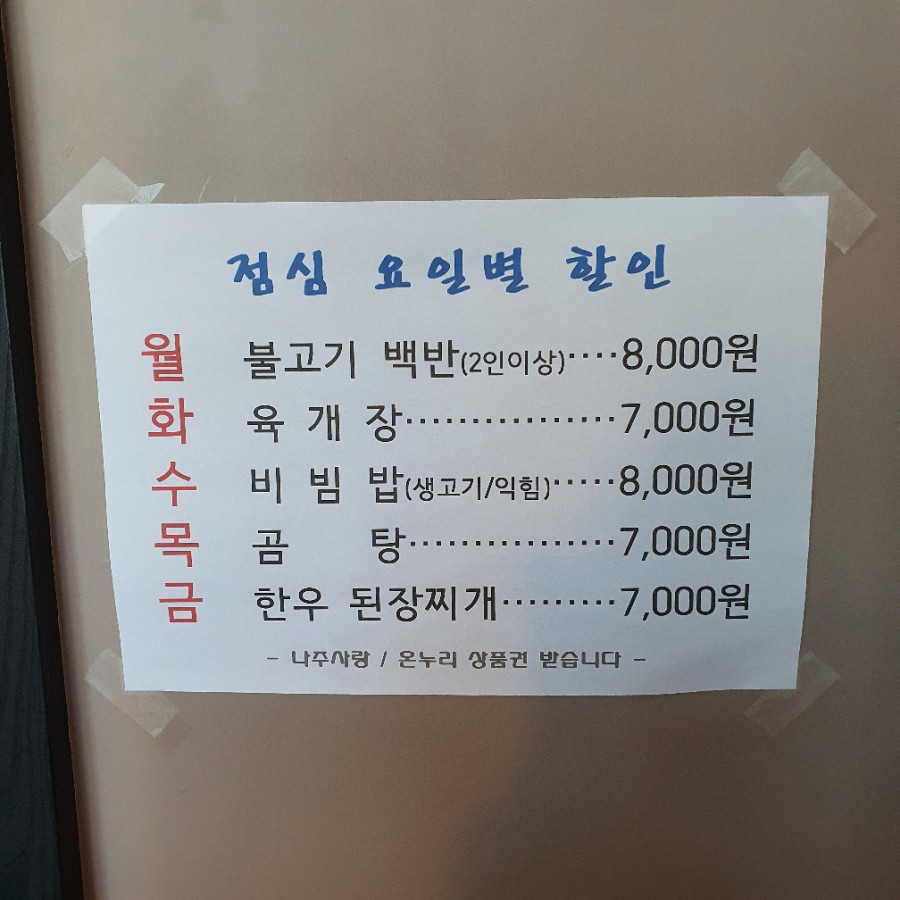 점심 요일별 할인
월 불고기 백반(2인이상)····8,000원
화 육 개 장················7,000원
수 비 빔 밥(생고기/익힘)·····8,000원
목 곰 탕················7,000원
금 한우 된장찌개·········7,000원
- 나주사랑 / 온누리 상품권 받습니다 -